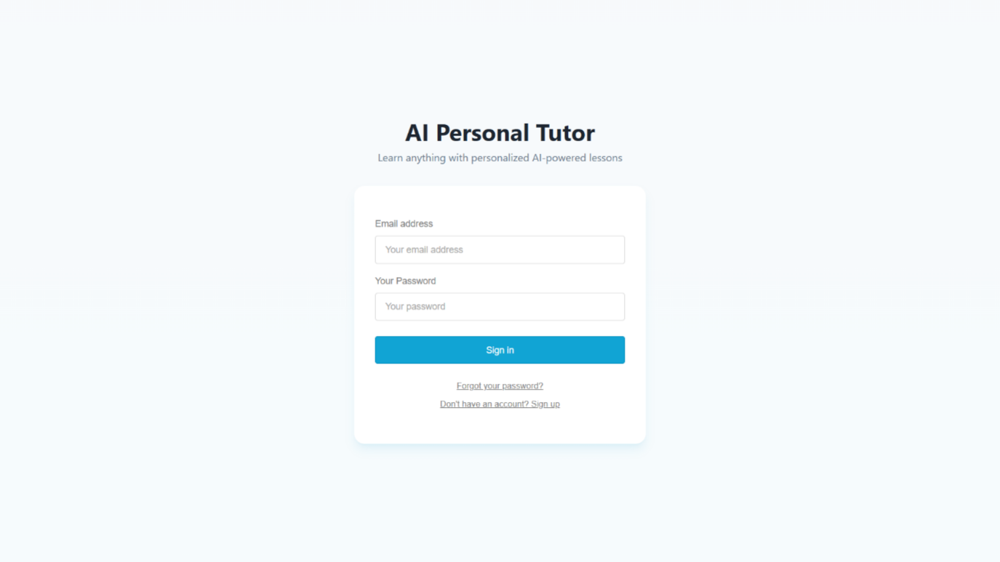 AI Personal Tutor
Learn anything with personalized AI-powered lessons
Email address
Your email address
Your Password
Your password
Sign in
Forgot your password?
Don't have an account? Sign up